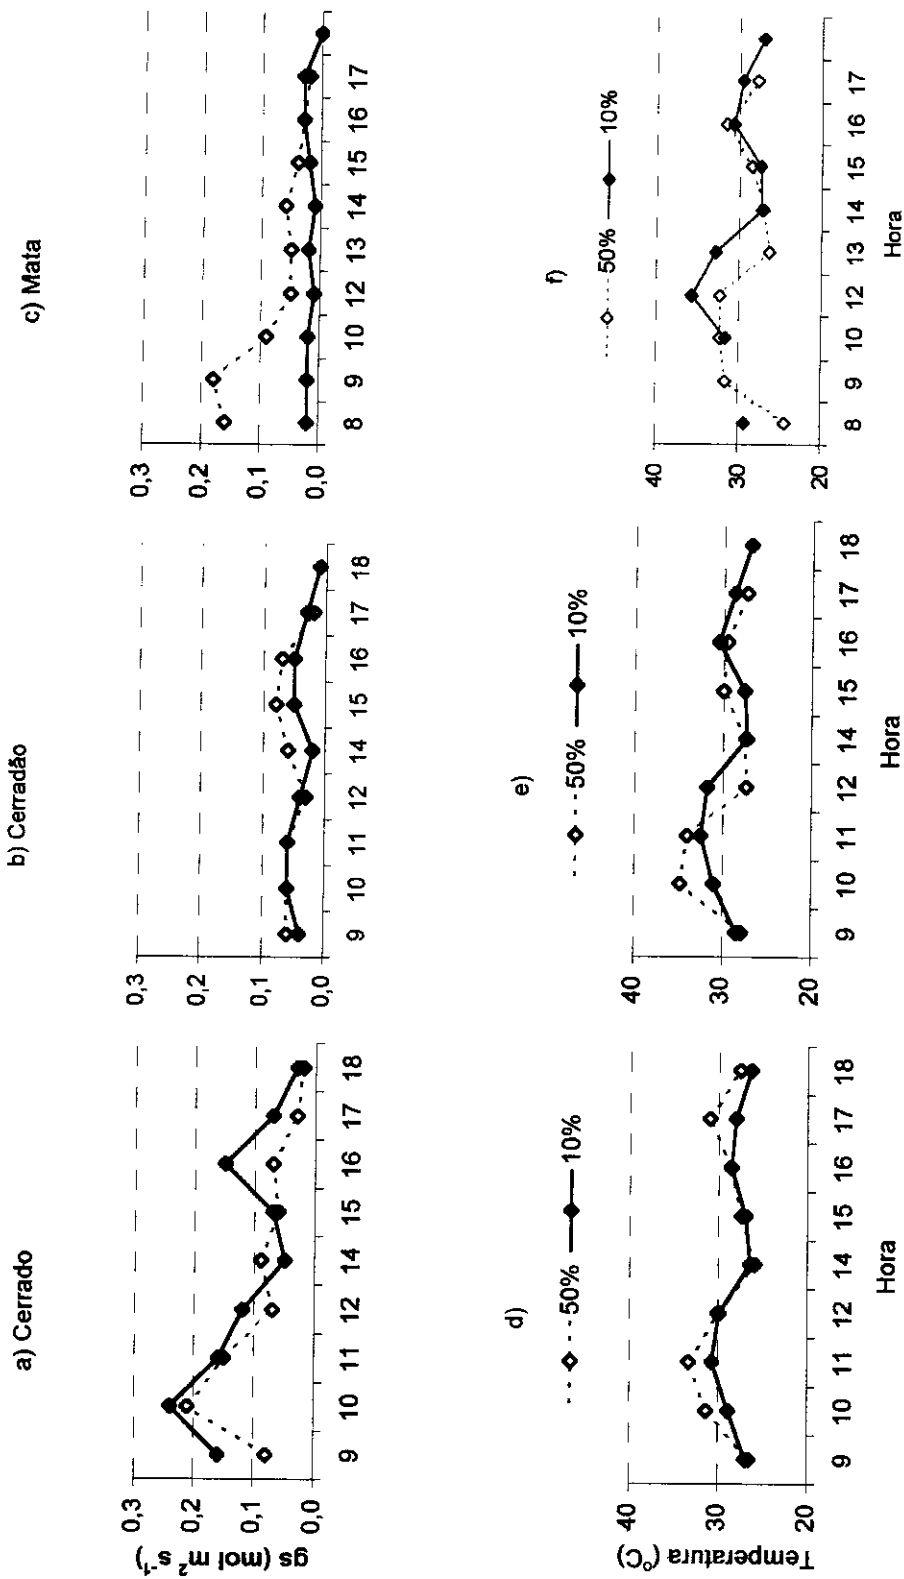 a) Cerrado
b) Cerradão
c) Mata
gs (mol m² s⁻¹)
0,3
0,2
0,1
0,0
9 10 11 12 14 15 16 17 18
0,3
0,2
0,1
0,0
9 10 11 12 14 15 16 17 18
0,3
0,2
0,1
0,0
8 9 10 12 13 14 15 16 17
d)
50% 10%
e)
50% 10%
f)
50% 10%
Temperatura (°C)
40
30
20
9 10 11 12 14 15 16 17 18
Hora
40
30
20
9 10 11 12 14 15 16 17 18
Hora
40
30
20
8 9 10 12 13 14 15 16 17
Hora